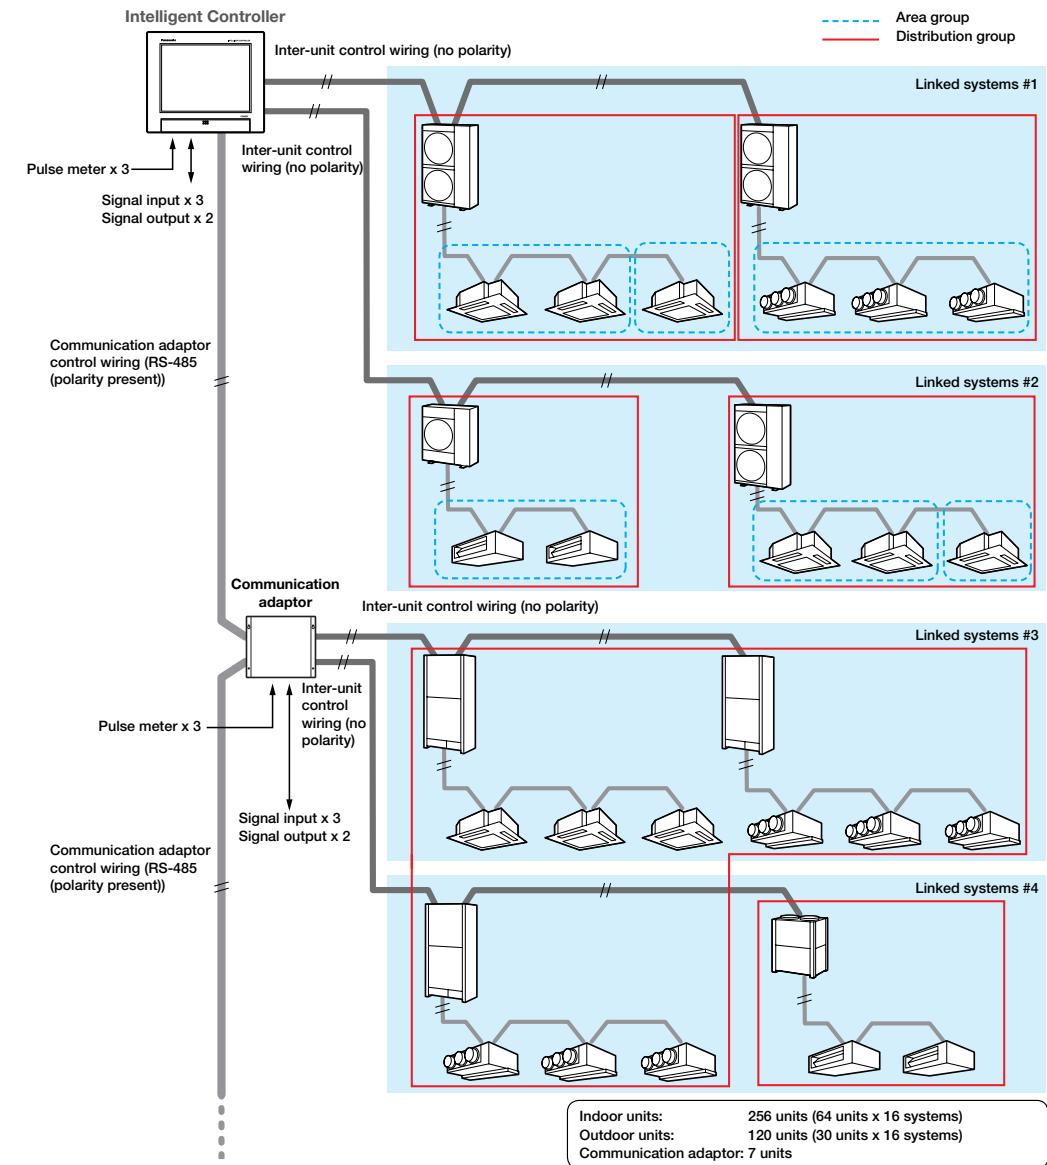 Intelligent Controller
Area group
Distribution group
Panasonic
Inter-unit control wiring (no polarity)
Linked systems #1
Inter-unit control
wiring (no polarity)
Pulse meter x 3
Signal input x 3
Signal output x 2
Communication adaptor
control wiring (RS-485
(polarity present))
Linked systems #2
Communication
adaptor
Inter-unit control wiring (no polarity)
Linked systems #3
Inter-unit
control
wiring (no
polarity)
Pulse meter x 3
Signal input x 3
Signal output x 2
Communication adaptor
control wiring (RS-485
(polarity present))
Linked systems #4
Indoor units: 256 units (64 units x 16 systems)
Outdoor units: 120 units (30 units x 16 systems)
Communication adaptor: 7 units